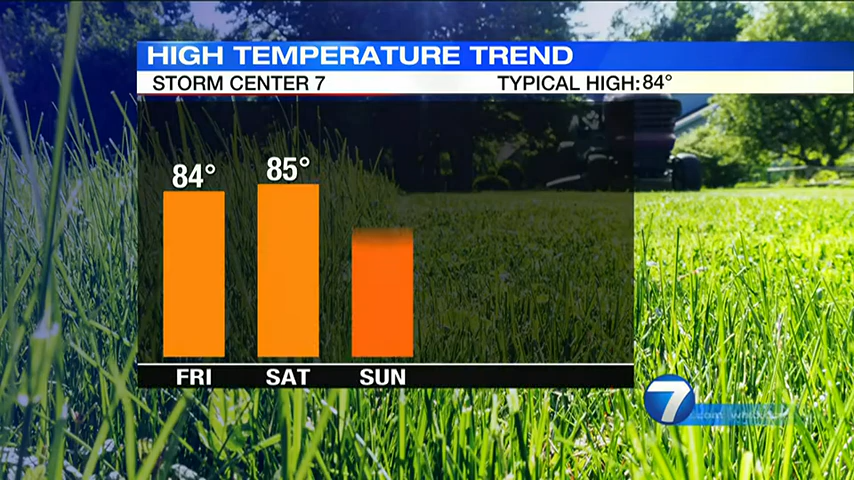 HIGH TEMPERATURE TREND
STORM CENTER 7 TYPICAL HIGH: 84°
84° 85°
FRI SAT SUN
7